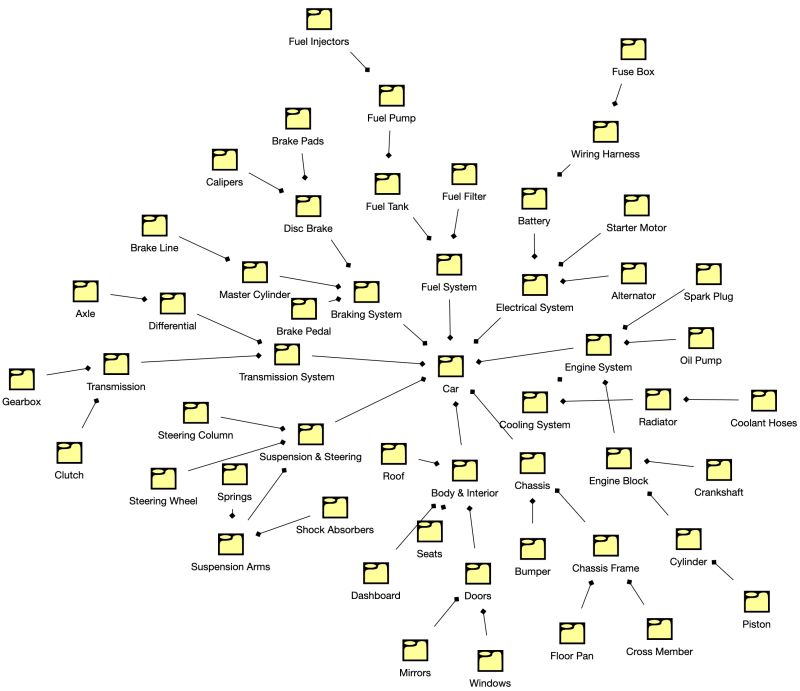 Fuel Injectors
Fuse Box
Fuel Pump
Brake Pads
Wiring Harness
Calipers
Fuel Tank
Fuel Filter
Battery
Starter Motor
Disc Brake
Brake Line
Master Cylinder
Fuel System
Alternator
Spark Plug
Axle
Differential
Brake Pedal
Braking System
Electrical System
Oil Pump
Transmission System
Engine System
Gearbox
Transmission
Car
Steering Column
Cooling System
Radiator
Coolant Hoses
Clutch
Suspension & Steering
Steering Wheel
Springs
Roof
Body & Interior
Chassis
Engine Block
Crankshaft
Shock Absorbers
Suspension Arms
Seats
Dashboard
Doors
Bumper
Chassis Frame
Cylinder
Piston
Mirrors
Windows
Floor Pan
Cross Member